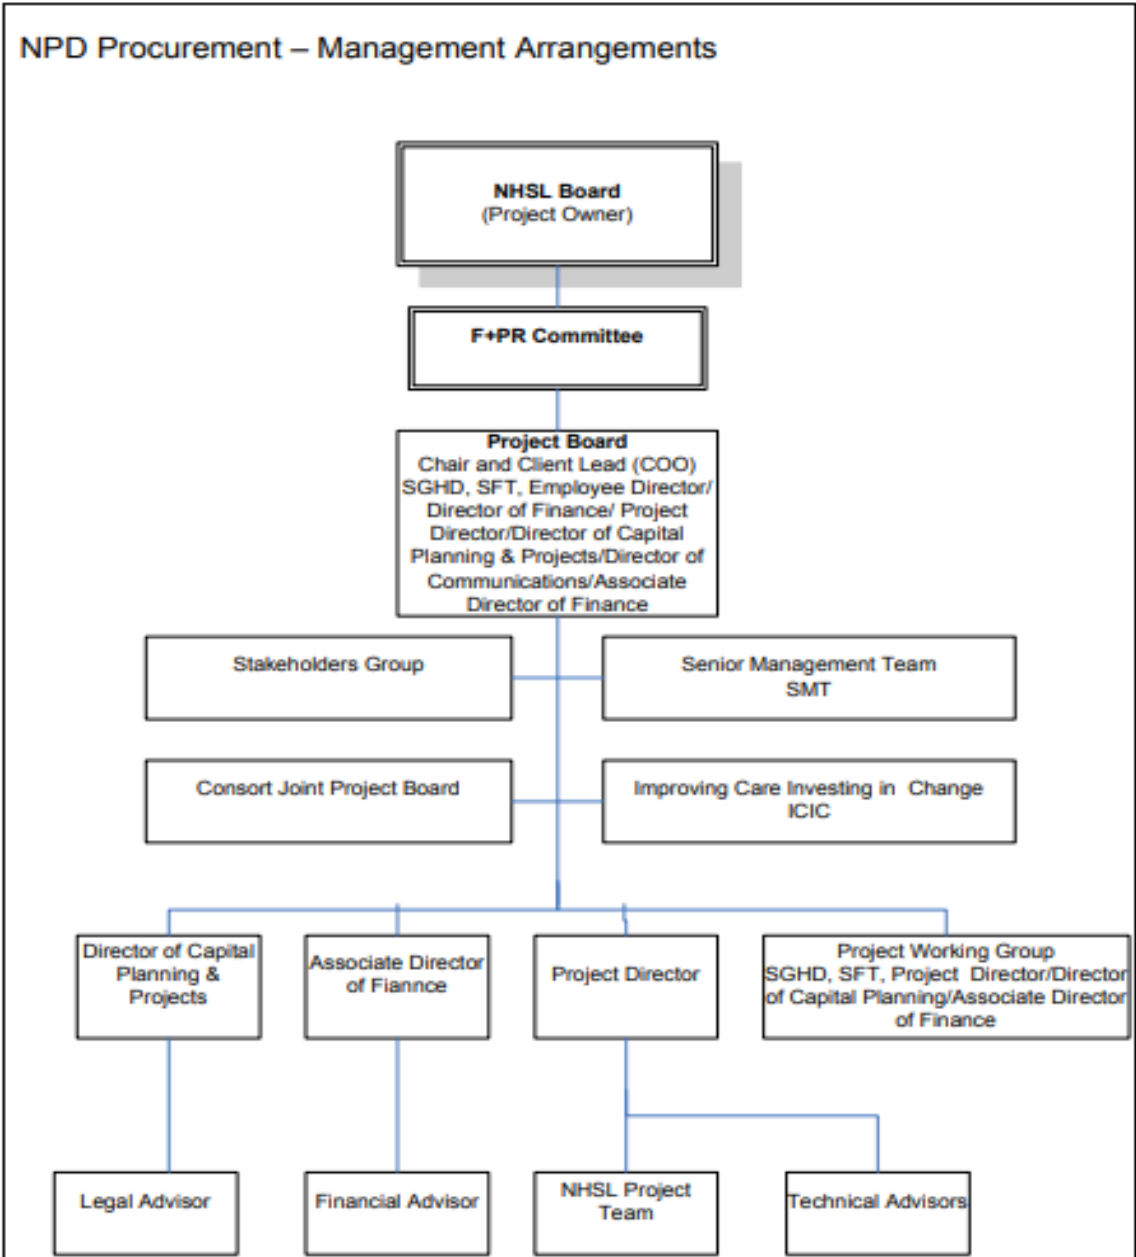 NPD Procurement – Management Arrangements
NHSL Board
(Project Owner)
F+PR Committee
Project Board
Chair and Client Lead (COO)
SGHD, SFT, Employee Director/
Director of Finance/ Project
Director/Director of Capital
Planning & Projects/Director of
Communications/Associate
Director of Finance
Stakeholders Group
Senior Management Team
SMT
Consort Joint Project Board
Improving Care Investing in Change
ICIC
Director of Capital
Planning &
Projects
Associate Director
of Fiannce
Project Director
Project Working Group
SGHD, SFT, Project Director/Director
of Capital Planning/Associate Director
of Finance
Legal Advisor
Financial Advisor
NHSL Project
Team
Technical Advisors